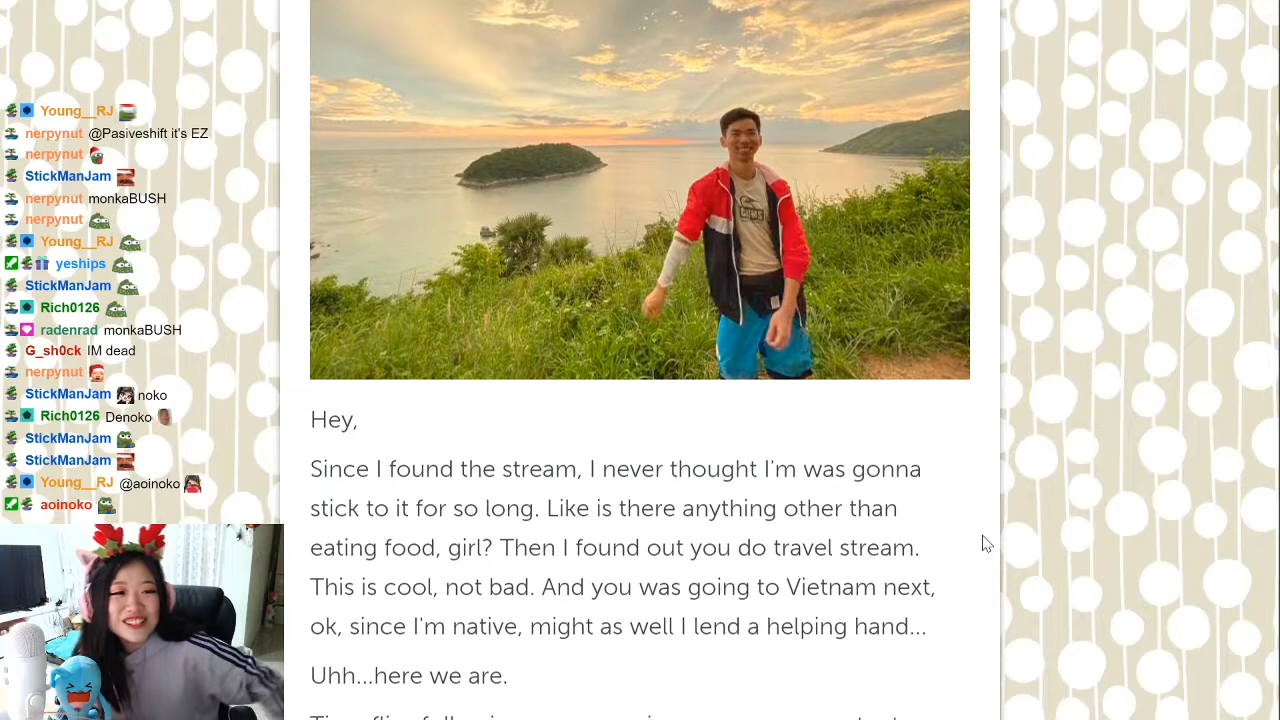 Young__RJ
nerpynut @Pasiveshift it's EZ
nerpynut
StickManJam
nerpynut monkaBUSH
nerpynut
Young__RJ
yeships
StickManJam
Rich0126
radenrad monkaBUSH
G_sh0ck IM dead
nerpynut
StickManJam noko
Rich0126 Denoko
StickManJam
StickManJam
Young__RJ @aoinoko
aoinoko
Hey,
Since I found the stream, I never thought I'm was gonna
stick to it for so long. Like is there anything other than
eating food, girl? Then I found out you do travel stream.
This is cool, not bad. And you was going to Vietnam next,
ok, since I'm native, might as well I lend a helping hand...
Uhh...here we are.